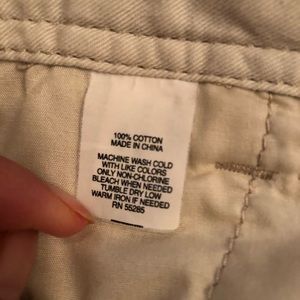 100% COTTON
MADE IN CHINA
MACHINE WASH COLD
WITH LIKE COLORS
ONLY NON-CHLORINE
BLEACH WHEN NEEDED
TUMBLE DRY LOW
WARM IRON IF NEEDED
RN 55285